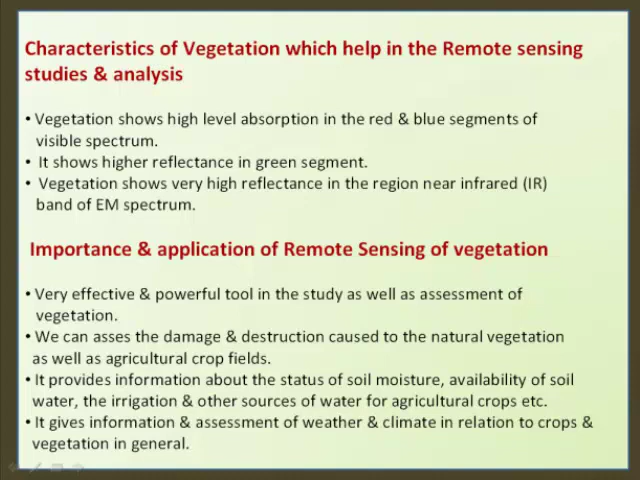 Characteristics of Vegetation which help in the Remote sensing
studies & analysis
• Vegetation shows high level absorption in the red & blue segments of
visible spectrum.
• It shows higher reflectance in green segment.
• Vegetation shows very high reflectance in the region near infrared (IR)
band of EM spectrum.
Importance & application of Remote Sensing of vegetation
• Very effective & powerful tool in the study as well as assessment of
vegetation.
• We can asses the damage & destruction caused to the natural vegetation
as well as agricultural crop fields.
• It provides information about the status of soil moisture, availability of soil
water, the irrigation & other sources of water for agricultural crops etc.
• It gives information & assessment of weather & climate in relation to crops &
vegetation in general.